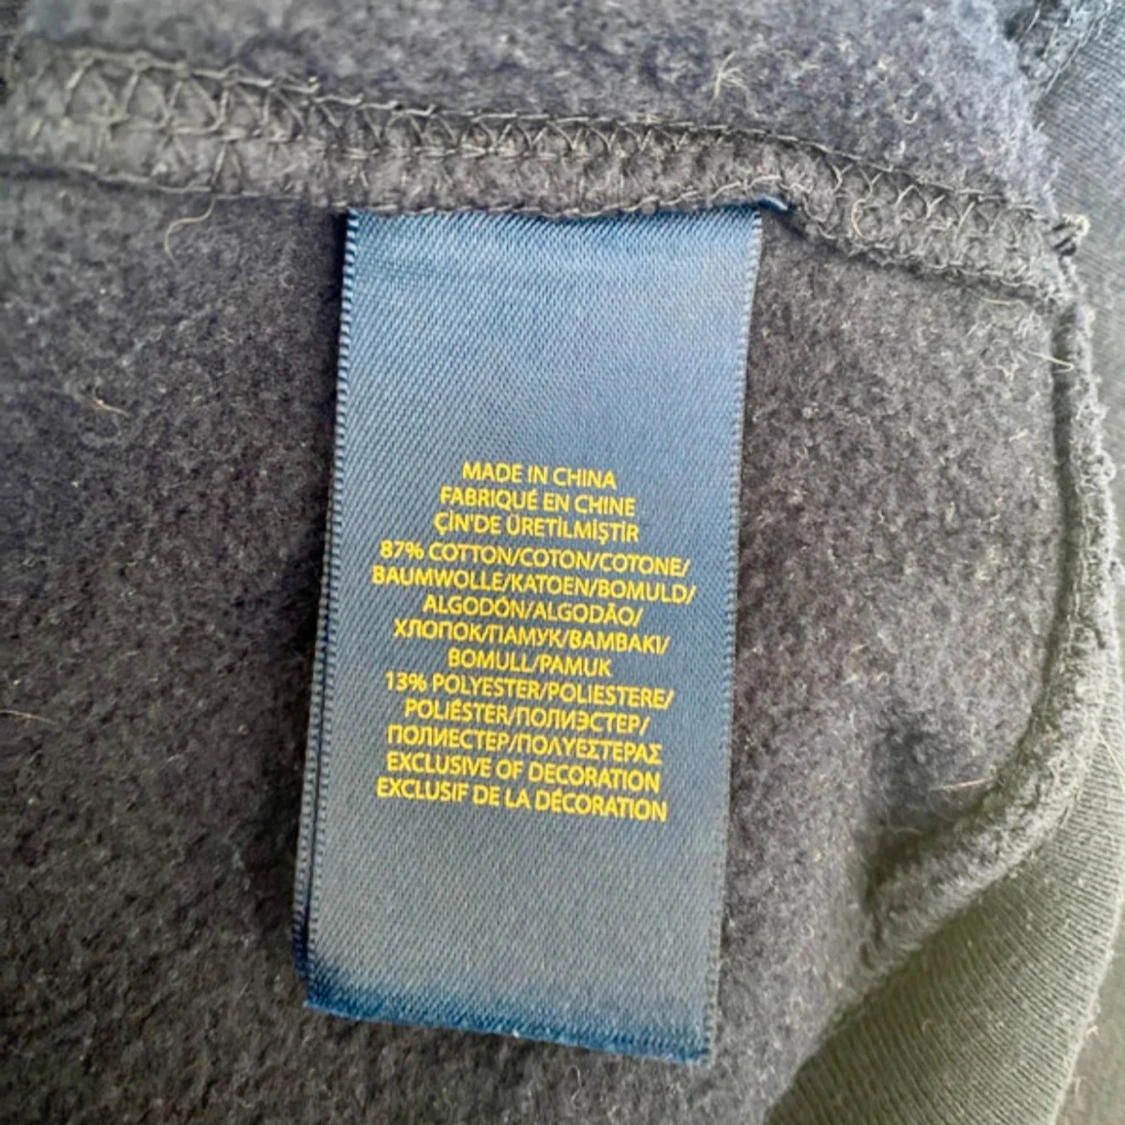 MADE IN CHINA
FABRIQUÉ EN CHINE
ÇİN'DE ÜRETİLMİŞTİR
87% COTTON/COTON/COTONE/
BAUMWOLLE/KATOEN/BOMULD/
ALGODÓN/ALGODÃO/
ХЛОПОК/ПАМУК/ΒΑΜΒΑΚΙ/
BOMULL/PAMUK
13% POLYESTER/POLIESTERE/
POLIÉSTER/ПОЛИЭСТЕР/
ПОЛИЕСТЕР/ΠΟΛΥΕΣΤΕΡΑΣ
EXCLUSIVE OF DECORATION
EXCLUSIF DE LA DÉCORATION